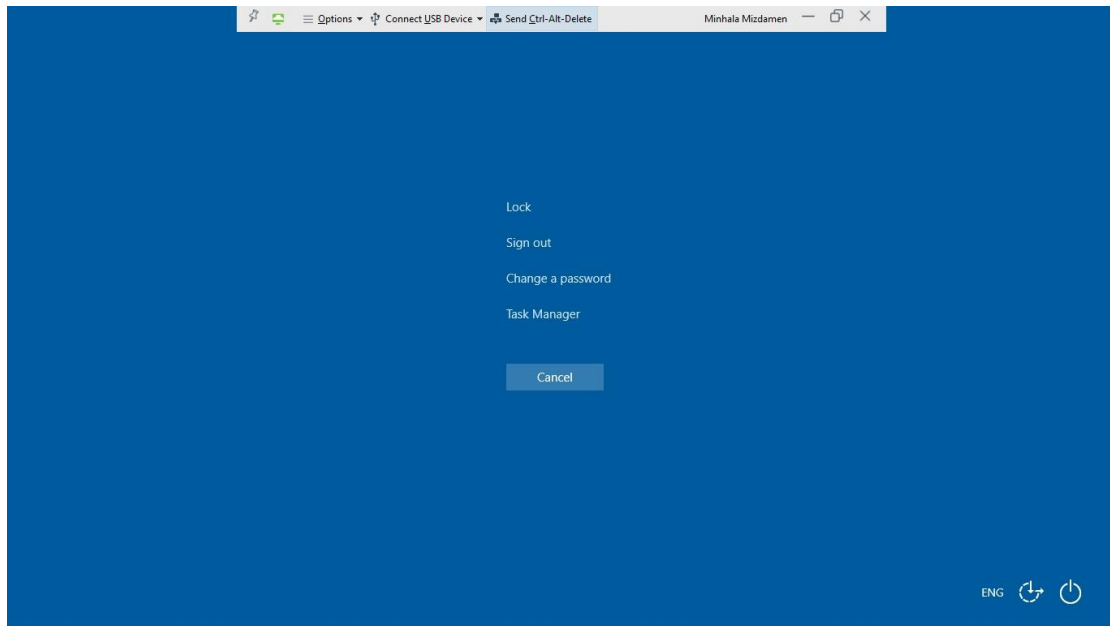 Options Connect USB Device Send Ctrl-Alt-Delete Minhala Mizdamen
Lock
Sign out
Change a password
Task Manager
Cancel
ENG